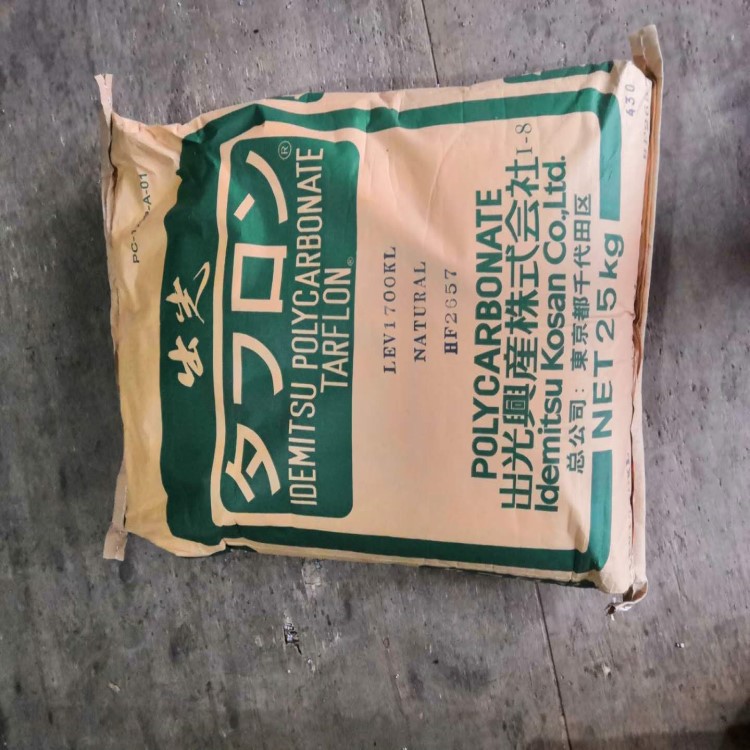 出光
タフロン®
IDEMITSU POLYCARBONATE
TARFLON®
LEV1700KL
NATURAL
HF2657
POLYCARBONATE
出光興産株式会社 I-8
Idemitsu Kosan Co., Ltd.
总公司：東京都千代田区
NET 25kg
430